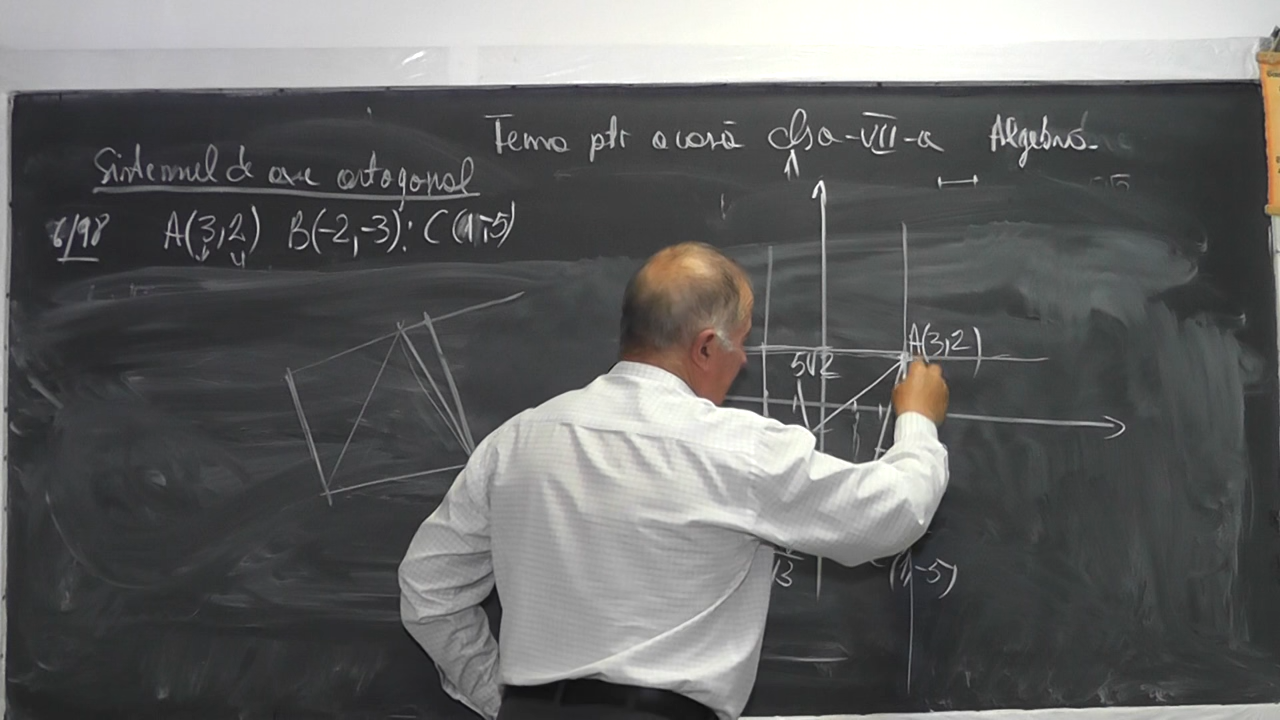 Tema ptr acasă clsa-VII-a Algebră
Sistemul de axe ortogonal
6/98 A(3,2) B(-2,-3); C(1,-5)
A(3,2)
5√2
√3
(1,-5)